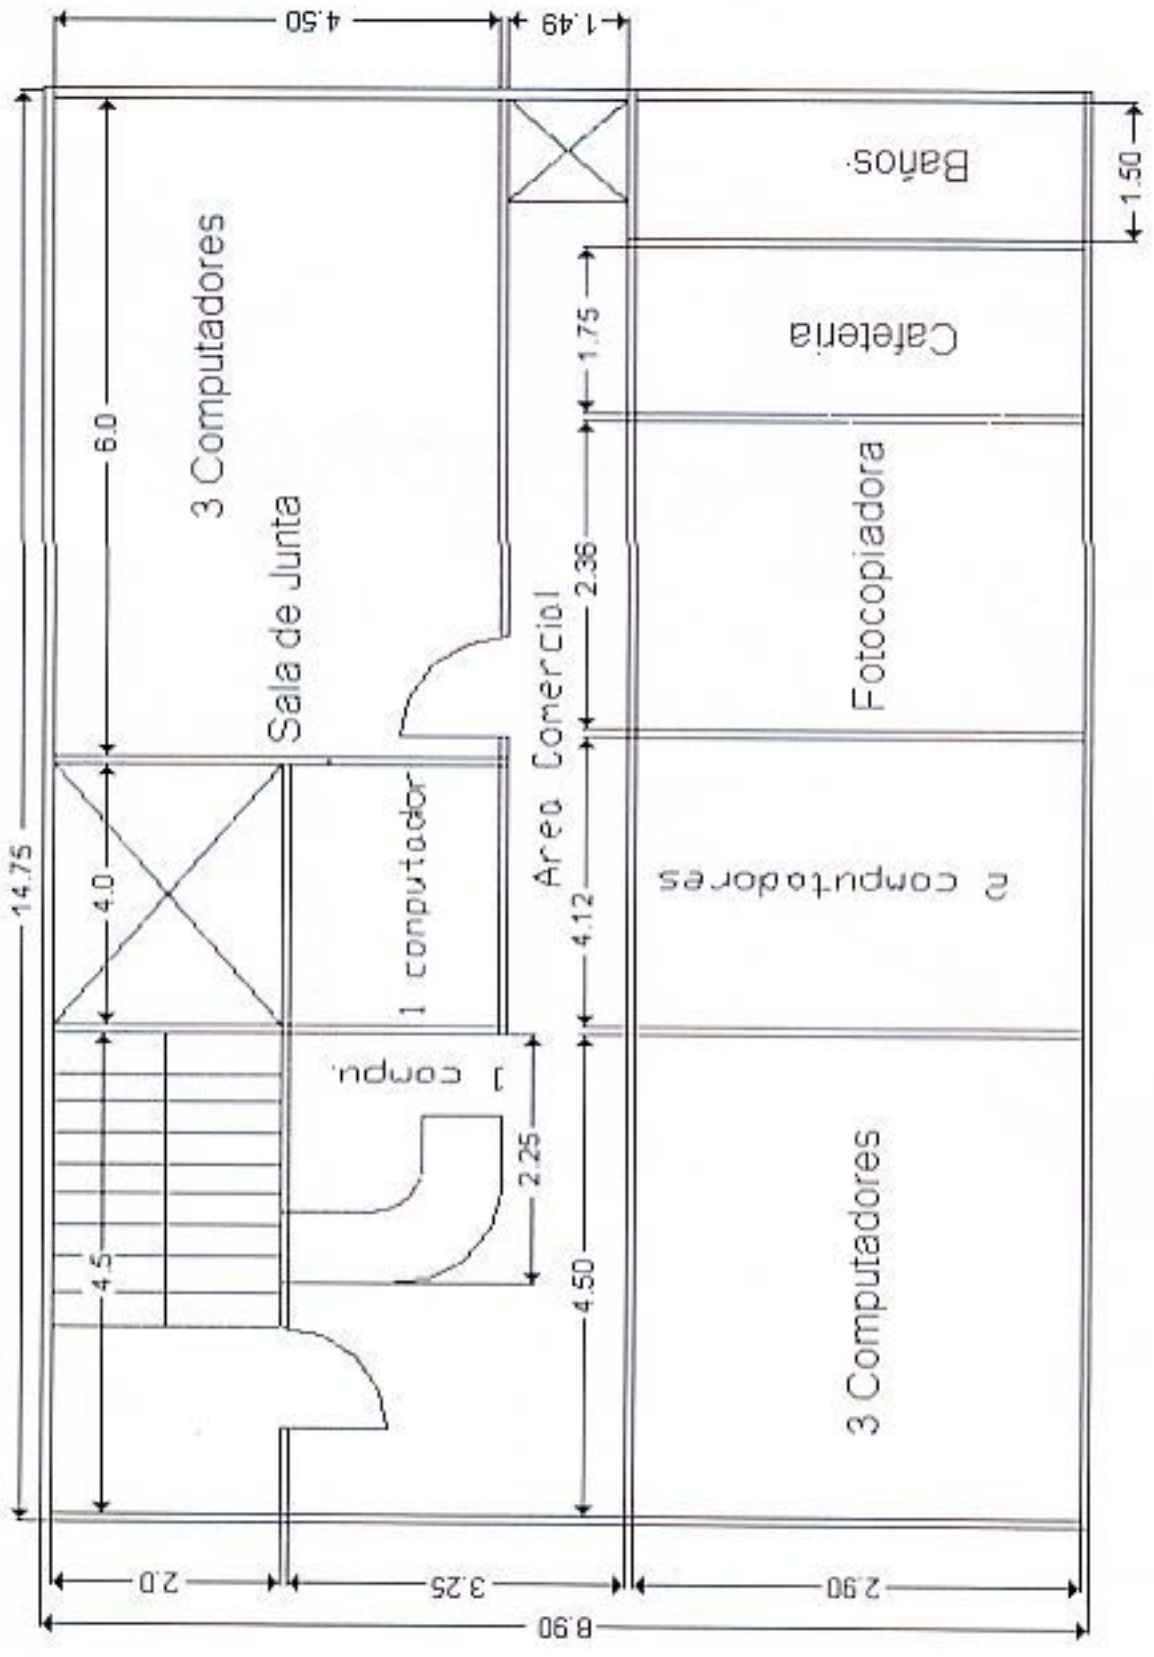 4.50
1.49
14.75
6.0
3 Computadores
Sala de Junta
Baños
1.50
1.75
Cafeteria
2.36
Fotocopiadora
Area Comercial
4.0
1 conputador
4.12
2 computadores
1 compu.
4.5
2.25
4.50
3 Computadores
2.0
3.25
2.90
8.90